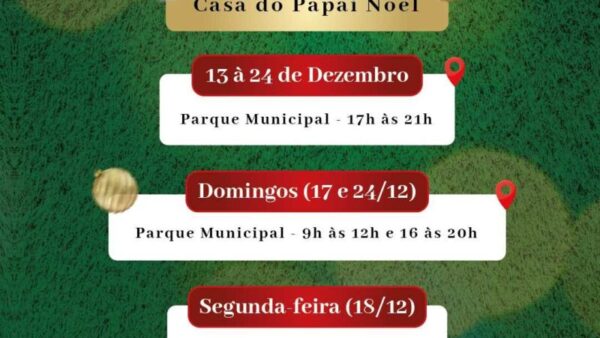 Casa do Papai Noel
13 à 24 de Dezembro
Parque Municipal - 17h às 21h
Domingos (17 e 24/12)
Parque Municipal - 9h às 12h e 16 às 20h
Segunda-feira (18/12)